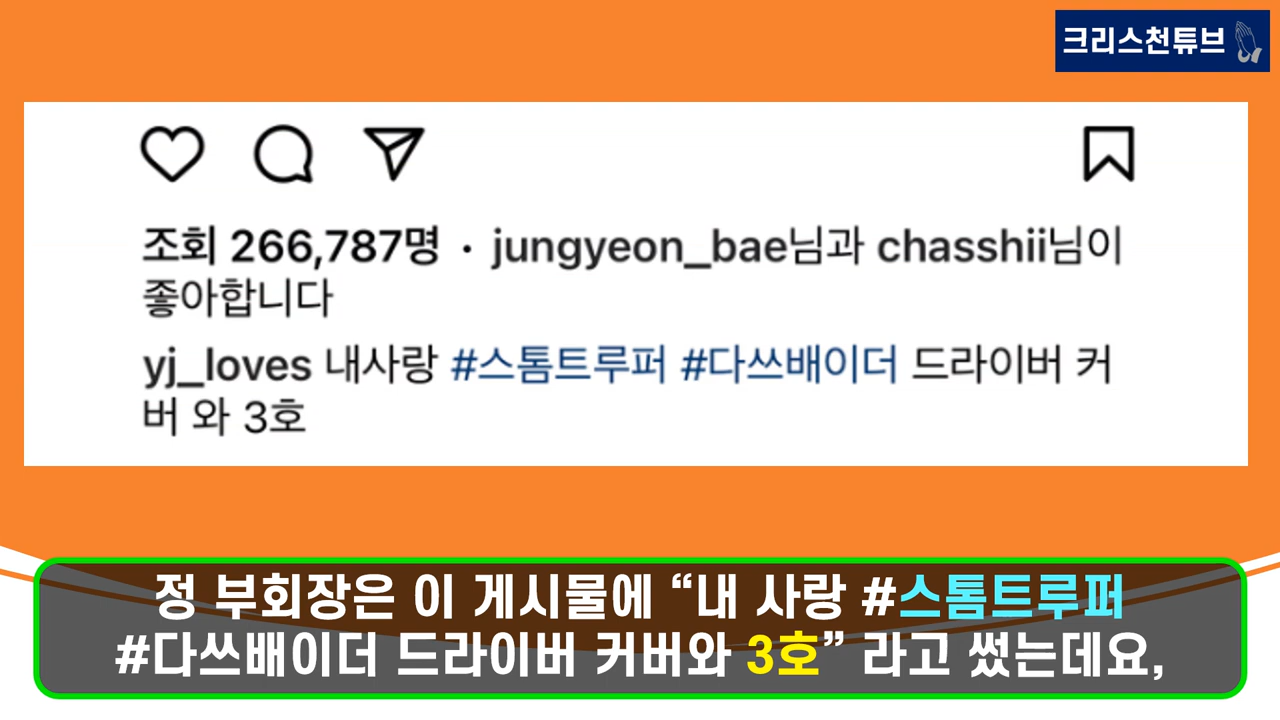 크리스천튜브
조회 266,787명 · jungyeon_bae님과 chasshii님이
좋아합니다
yj_loves 내사랑 #스톰트루퍼 #다쓰배이더 드라이버 커
버 와 3호
정 부회장은 이 게시물에 “내 사랑 #스톰트루퍼
#다쓰배이더 드라이버 커버와 3호” 라고 썼는데요,